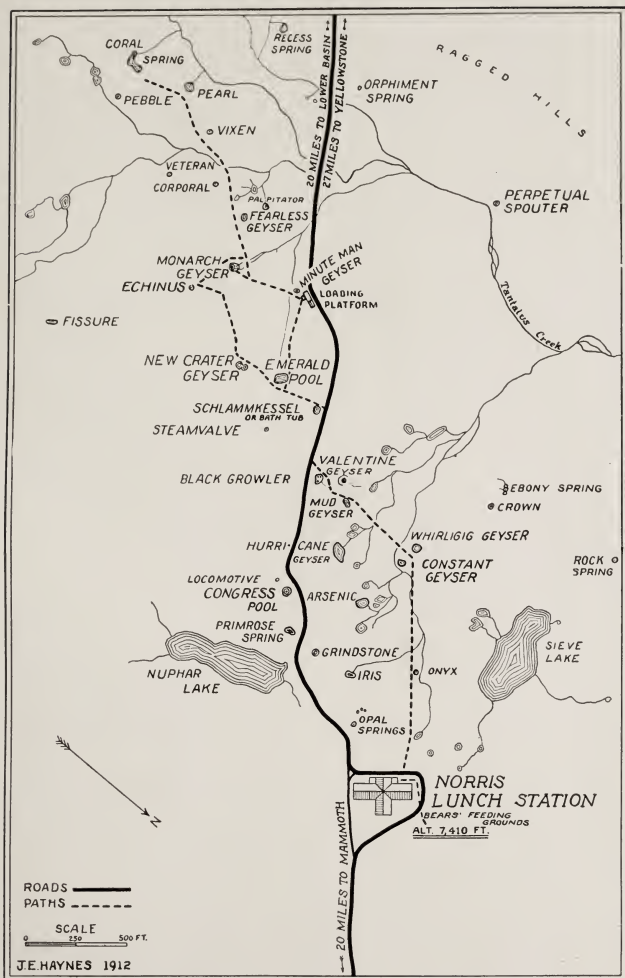 CORAL
SPRING
RECESS
SPRING
20 MILES TO LOWER BASIN
27 MILES TO YELLOWSTONE
RAGGED HILLS
ORPHIMENT
SPRING
PEBBLE
PEARL
VIXEN
VETERAN
CORPORAL
PALPITATOR
FEARLESS
GEYSER
PERPETUAL
SPOUTER
MONARCH
GEYSER
MINUTE MAN
GEYSER
ECHINUS
LOADING
PLATFORM
Tantalus Creek
FISSURE
NEW CRATER
GEYSER
EMERALD
POOL
SCHLAMMKESSEL
OR BATH TUB
STEAMVALVE
VALENTINE
GEYSER
BLACK GROWLER
EBONY SPRING
MUD
GEYSER
CROWN
WHIRLIGIG GEYSER
HURRICANE
GEYSER
CONSTANT
GEYSER
ROCK
SPRING
LOCOMOTIVE
CONGRESS
POOL
ARSENIC
PRIMROSE
SPRING
SIEVE
LAKE
GRINDSTONE
NUPHAR
LAKE
IRIS
ONYX
OPAL
SPRINGS
N
NORRIS
LUNCH STATION
BEARS' FEEDING
GROUNDS
ALT. 7,410 FT.
20 MILES TO MAMMOTH
ROADS
PATHS
SCALE
0 250 500 FT.
J.E.HAYNES 1912